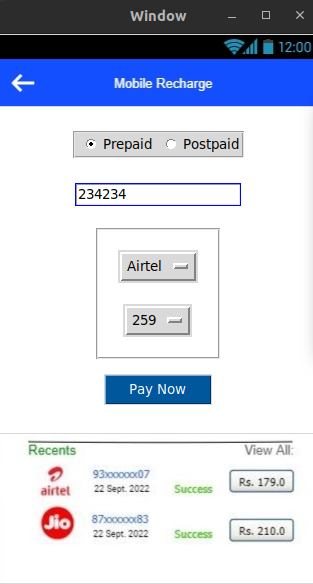 Window
12:00
Mobile Recharge
Prepaid Postpaid
234234
Airtel
259
Pay Now
Recents View All:
airtel 93xxxxxx07 Rs. 179.0
22 Sept. 2022 Success
Jio 87xxxxxx83 Rs. 210.0
22 Sept. 2022 Success